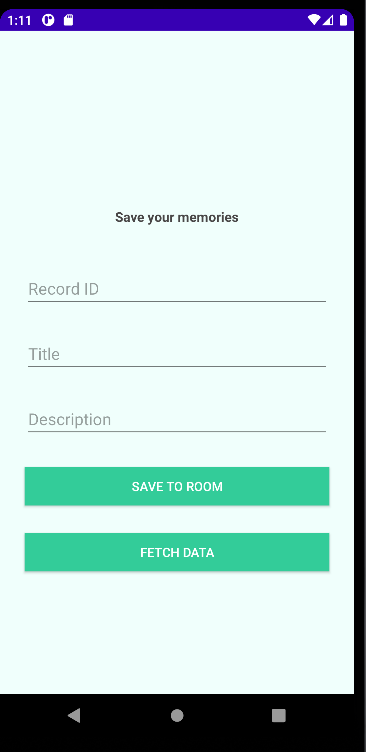 1:11
Save your memories
Record ID
Title
Description
SAVE TO ROOM
FETCH DATA